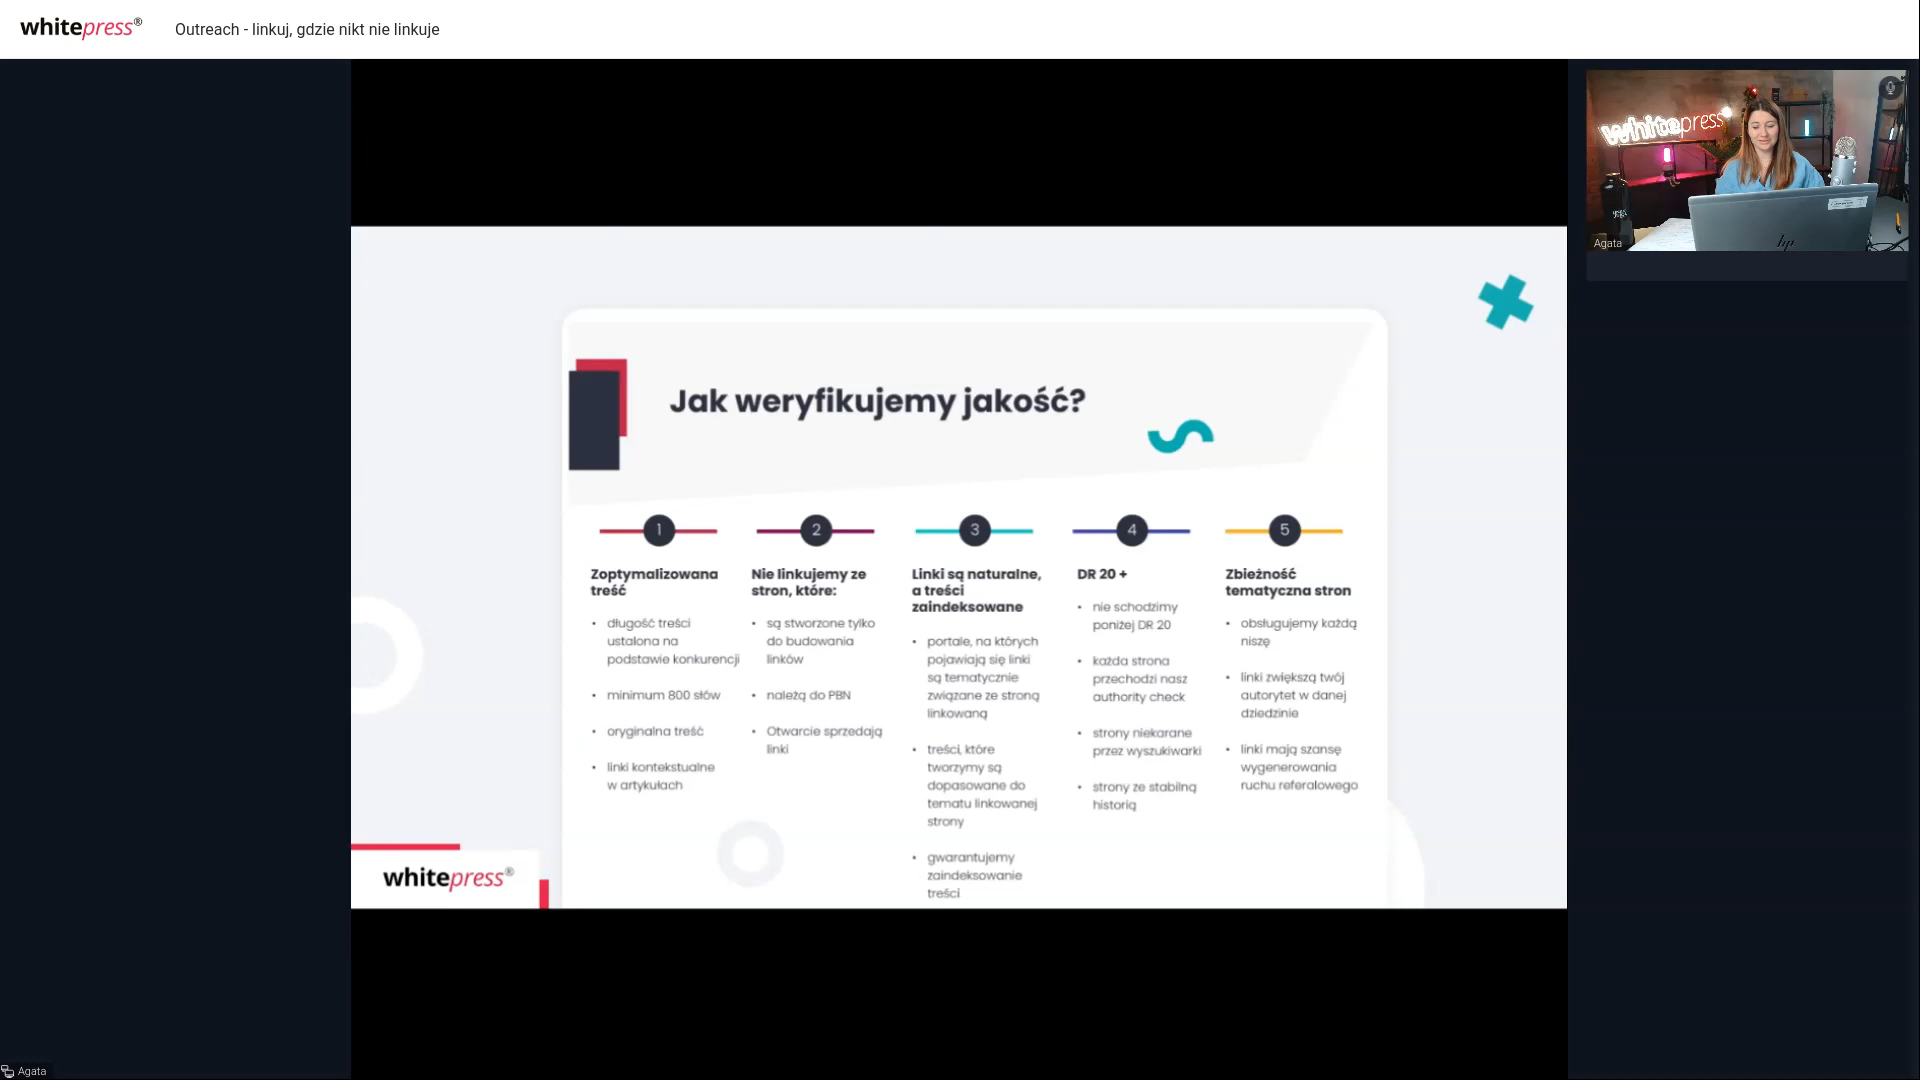 whitepress®
Outreach - linkuj, gdzie nikt nie linkuje
whitepress
hp
Agata
Jak weryfikujemy jakość?
1
Zoptymalizowana
treść
• długość treści
ustalona na
podstawie konkurencji
• minimum 800 słów
• oryginalna treść
• linki kontekstualne
w artykułach
2
Nie linkujemy ze
stron, które:
• są stworzone tylko
do budowania
linków
• należą do PBN
• Otwarcie sprzedają
linki
3
Linki są naturalne,
a treści
zaindeksowane
• portale, na których
pojawiają się linki
są tematycznie
związane ze stroną
linkowaną
• treści, które
tworzymy są
dopasowane do
tematu linkowanej
strony
• gwarantujemy
zaindeksowanie
treści
4
DR 20 +
• nie schodzimy
poniżej DR 20
• każda strona
przechodzi nasz
authority check
• strony niekarane
przez wyszukiwarki
• strony ze stabilną
historią
5
Zbieżność
tematyczna stron
• obsługujemy każdą
niszę
• linki zwiększą twój
autorytet w danej
dziedzinie
• linki mają szansę
wygenerowania
ruchu referalowego
whitepress®
Agata